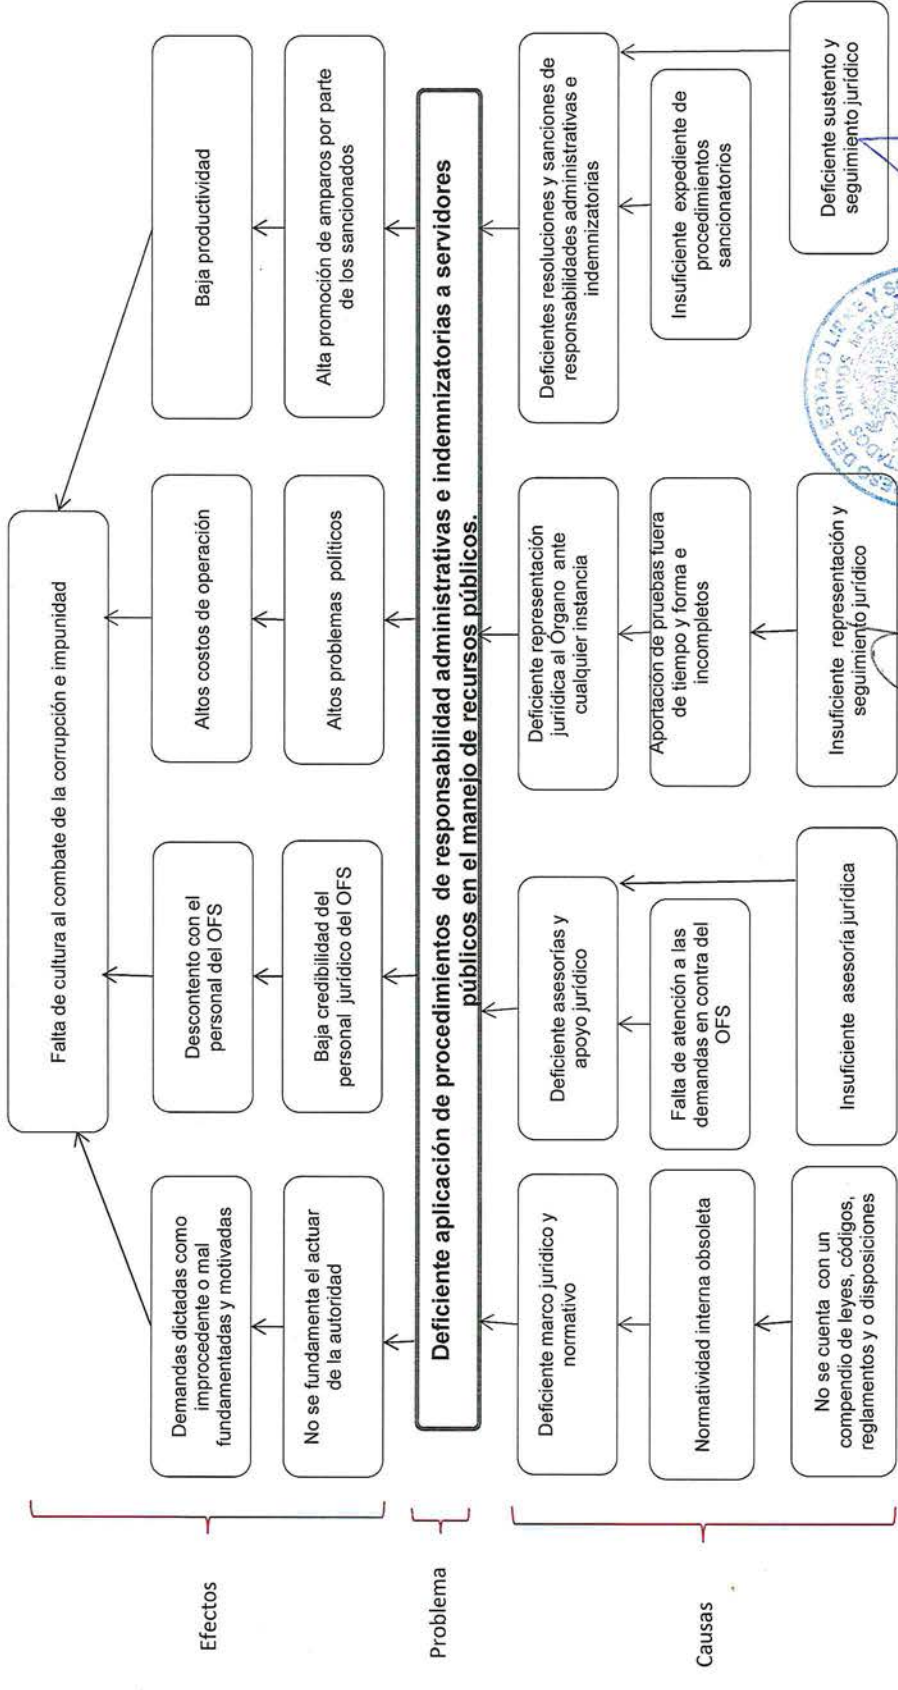 Efectos
Falta de cultura al combate de la corrupción e impunidad
Demandas dictadas como
improcedente o mal
fundamentadas y motivadas
Descontento con el
personal del OFS
Altos costos de operación
Baja productividad
No se fundamenta el actuar
de la autoridad
Baja credibilidad del
personal jurídico del OFS
Altos problemas políticos
Alta promoción de amparos por parte
de los sancionados
Problema
Deficiente aplicación de procedimientos de responsabilidad administrativas e indemnizatorias a servidores
públicos en el manejo de recursos públicos.
Causas
Deficiente marco juridico y
normativo
Deficiente asesorías y
apoyo jurídico
Deficiente representación
juriídica al Órgano ante
cualquier instancia
Deficientes resoluciones y sanciones de
responsabilidades administrativas e
indemnizatorias
Normatividad interna obsoleta
Falta de atención a las
demandas en contra del
OFS
Aportación de pruebas fuera
de tiempo y forma e
incompletos
Insuficiente expediente de
procedimientos
sancionatorios
No se cuenta con un
compendio de leyes, códigos,
reglamentos y o disposiciones
Insuficiente asesoría jurídica
Insuficiente representación y
seguimiento jurídico
Deficiente sustento y
seguimiento jurídico
DEL ESTADO LIBRE Y S
UNIDOS MEXICA